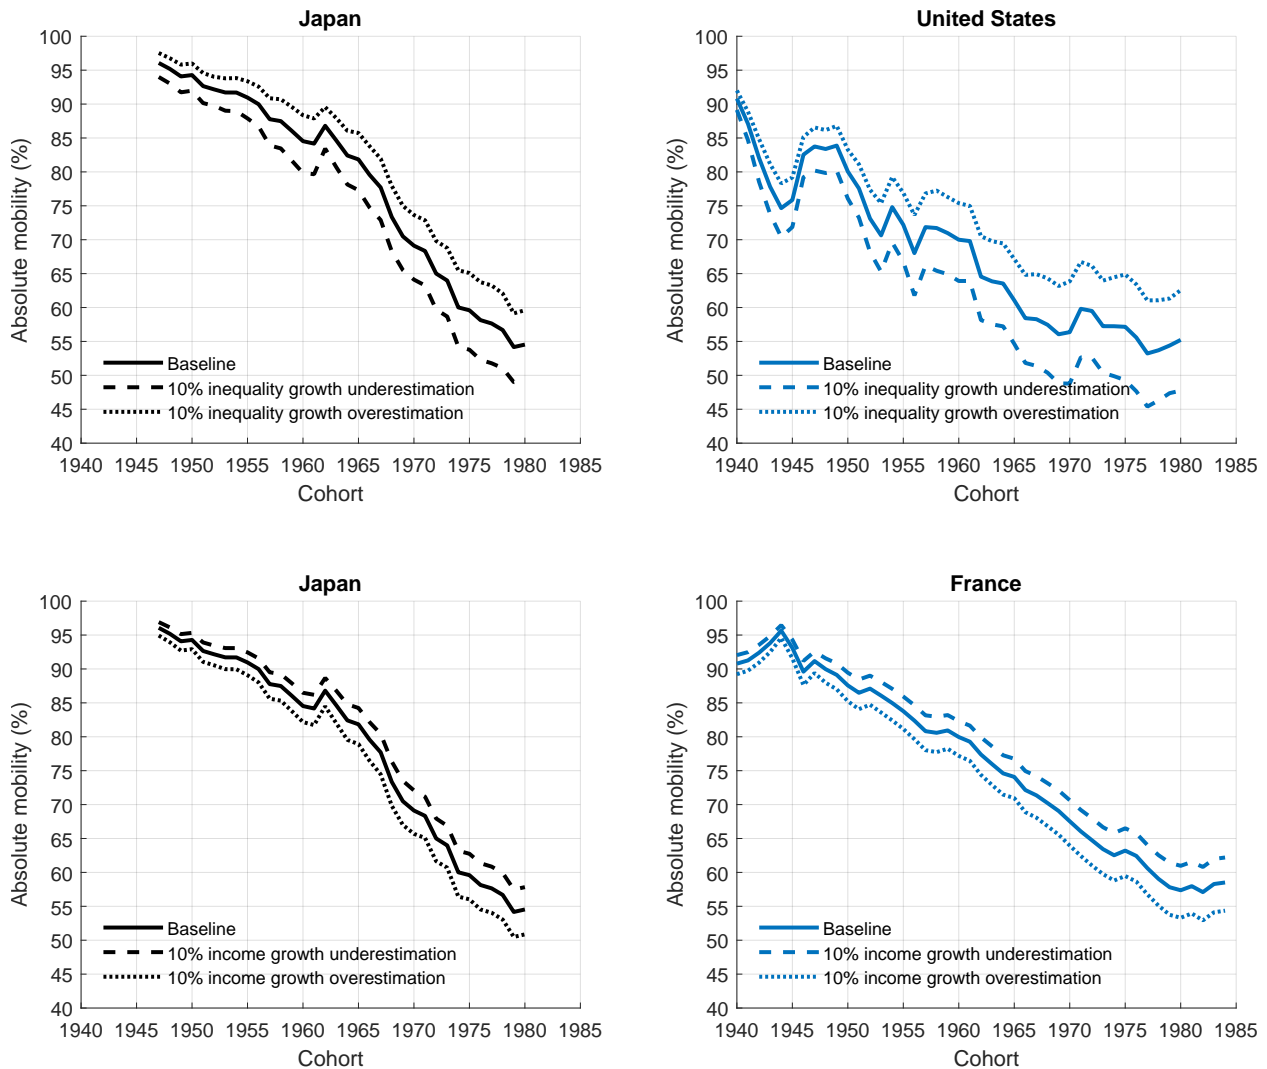 Japan
100
95
90
85
80
75
70
65
60
55
50
45
40
Absolute mobility (%)
Baseline
10% inequality growth underestimation
10% inequality growth overestimation
1940 1945 1950 1955 1960 1965 1970 1975 1980 1985
Cohort
United States
100
95
90
85
80
75
70
65
60
55
50
45
40
Absolute mobility (%)
Baseline
10% inequality growth underestimation
10% inequality growth overestimation
1940 1945 1950 1955 1960 1965 1970 1975 1980 1985
Cohort
Japan
100
95
90
85
80
75
70
65
60
55
50
45
40
Absolute mobility (%)
Baseline
10% income growth underestimation
10% income growth overestimation
1940 1945 1950 1955 1960 1965 1970 1975 1980 1985
Cohort
France
100
95
90
85
80
75
70
65
60
55
50
45
40
Absolute mobility (%)
Baseline
10% income growth underestimation
10% income growth overestimation
1940 1945 1950 1955 1960 1965 1970 1975 1980 1985
Cohort